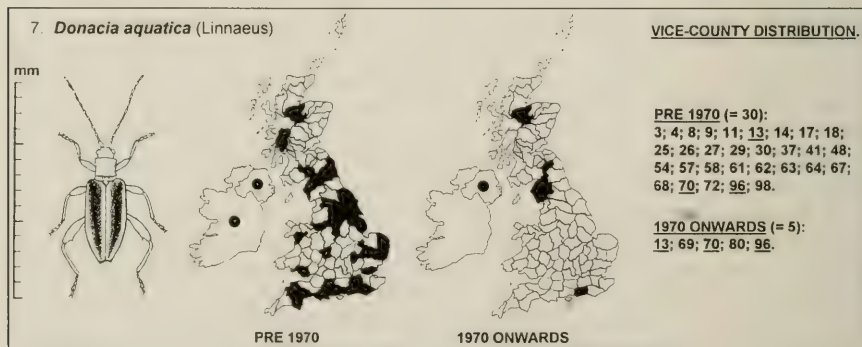 7. Donacia aquatica (Linnaeus)
VICE-COUNTY DISTRIBUTION.
mm
PRE 1970 (= 30):
3; 4; 8; 9; 11; 13; 14; 17; 18;
25; 26; 27; 29; 30; 37; 41; 48;
54; 57; 58; 61; 62; 63; 64; 67;
68; 70; 72; 96; 98.
1970 ONWARDS (= 5):
13; 69; 70; 80; 96.
PRE 1970
1970 ONWARDS